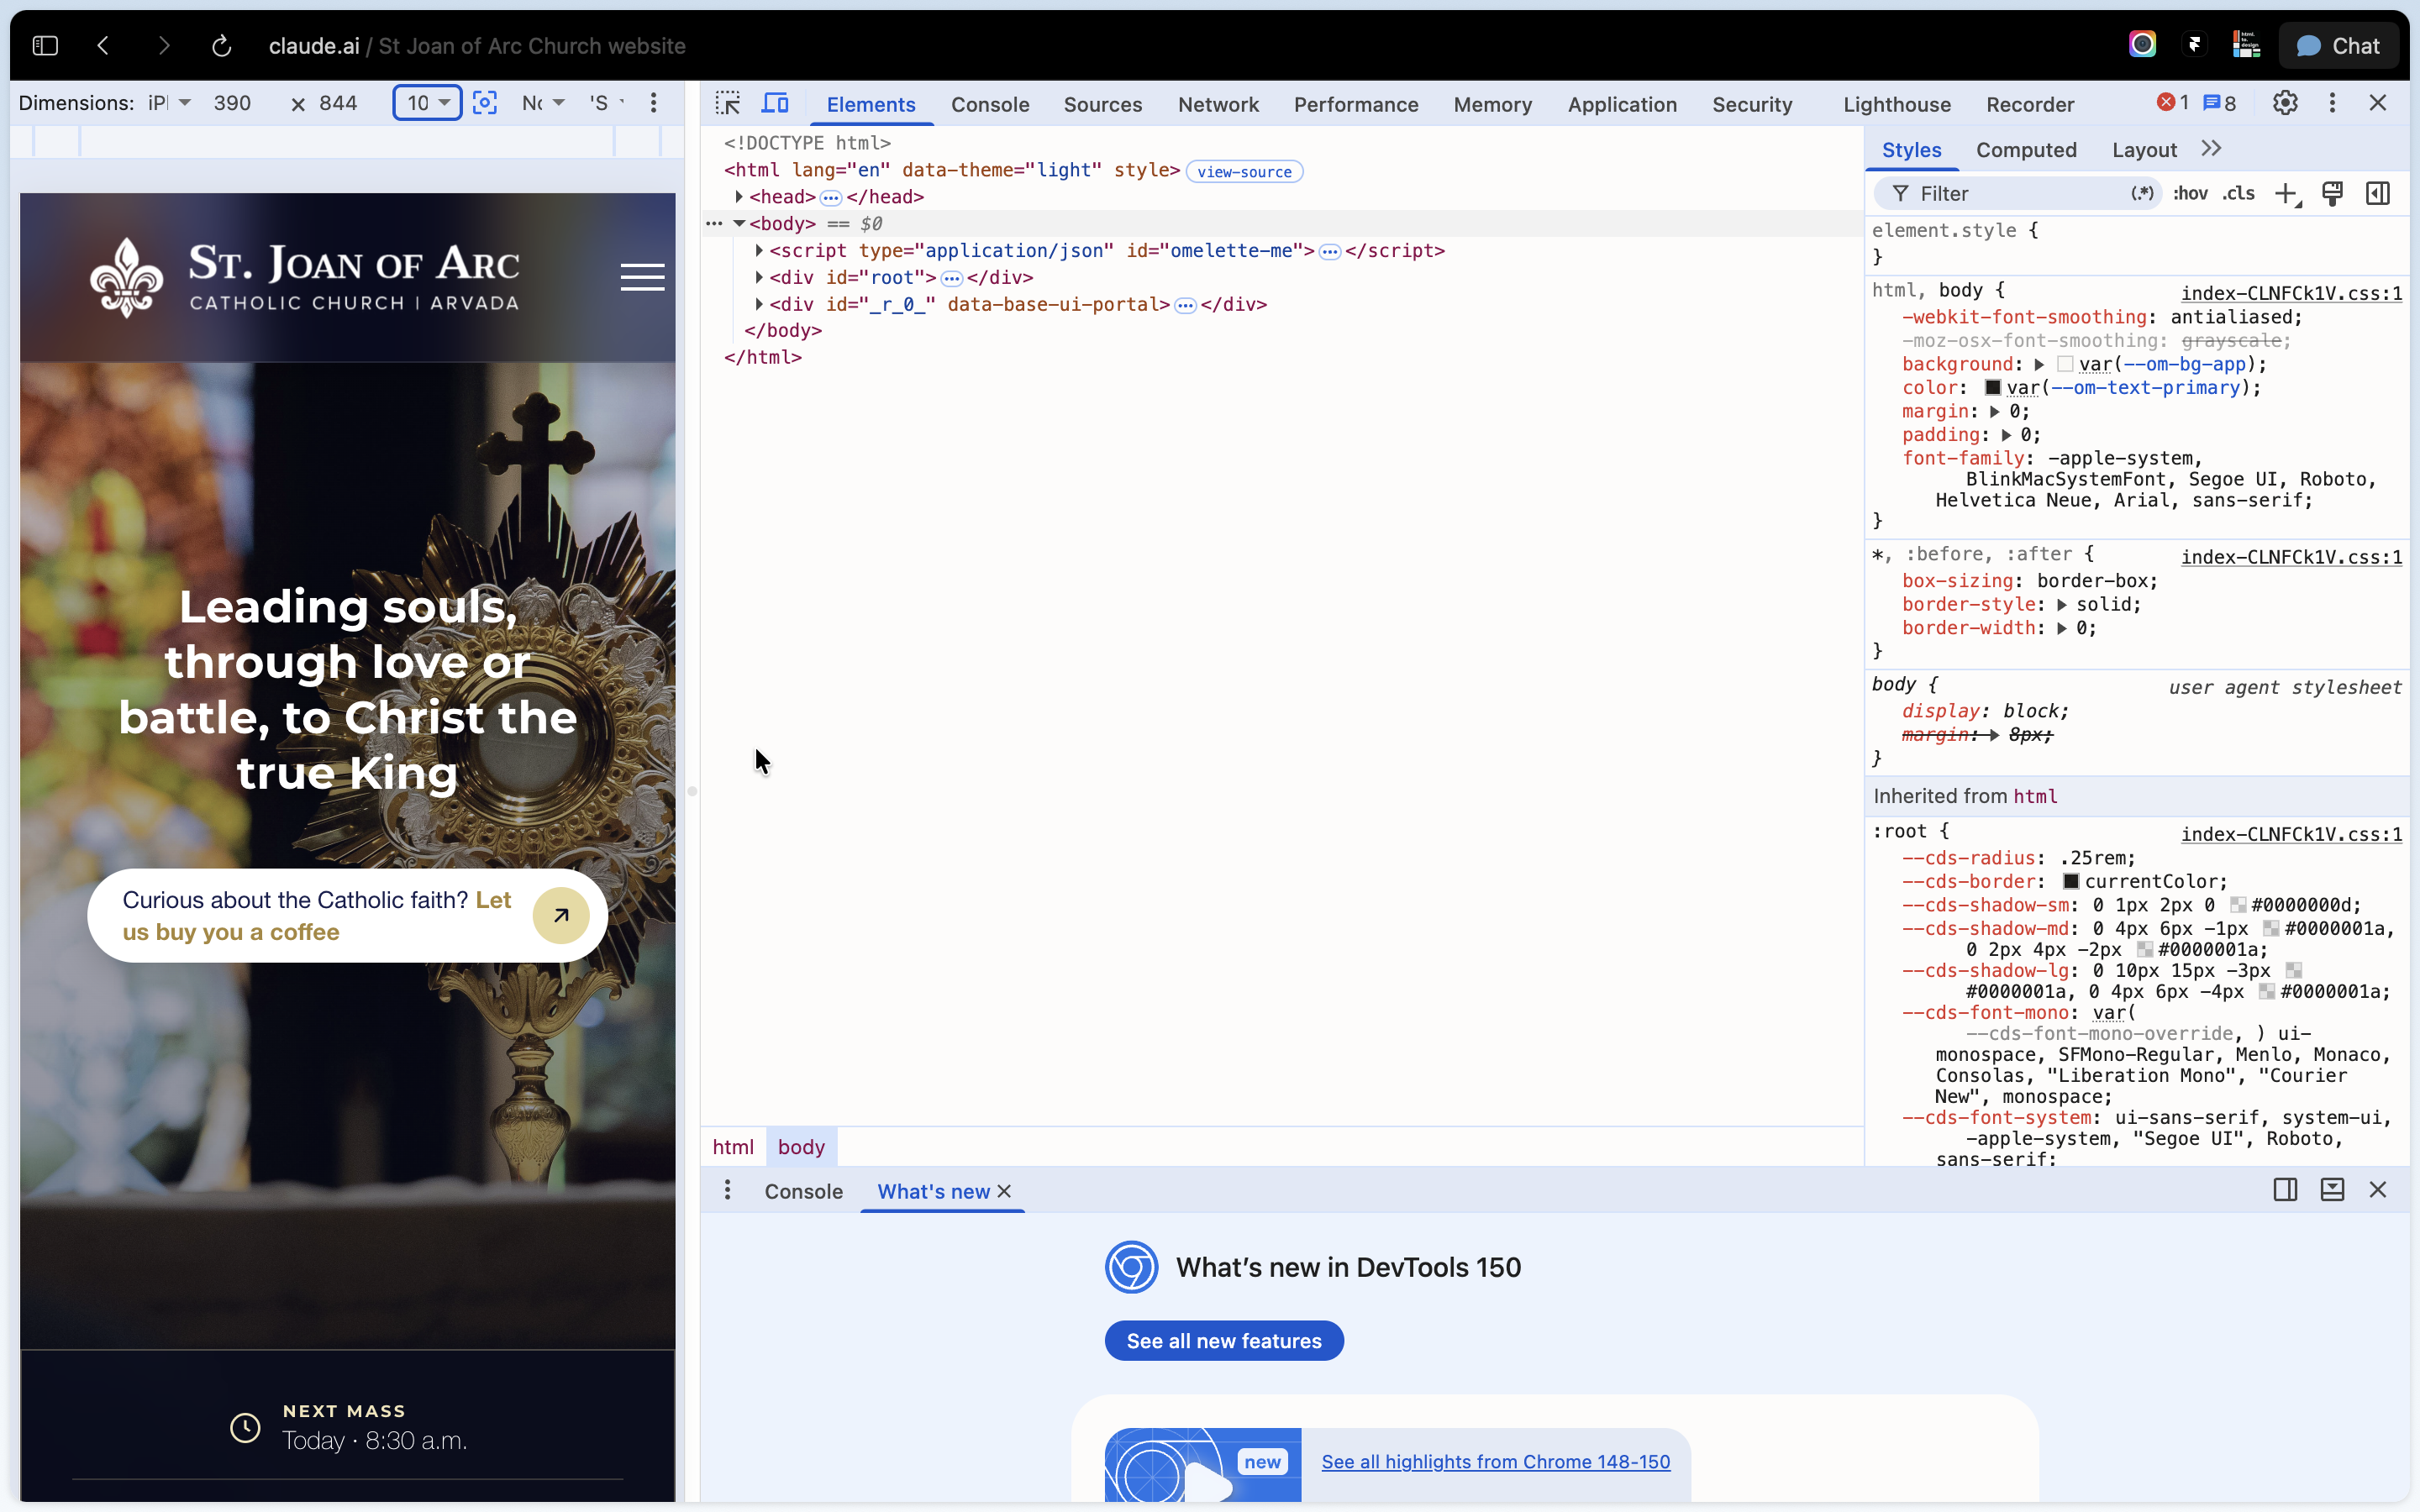 claude.ai / St Joan of Arc Church website
Chat
Dimensions: iP 390 × 844 10 Nc 'S
Elements Console Sources Network Performance Memory Application Security Lighthouse Recorder 1 8
<!DOCTYPE html>
<html lang="en" data-theme="light" style> view-source
<head> ••• </head>
••• <body> == $0
<script type="application/json" id="omelette-me"> ••• </script>
<div id="root"> ••• </div>
<div id="_r_0_" data-base-ui-portal> ••• </div>
</body>
</html>
html body
Styles Computed Layout
Filter (.*) :hov .cls
element.style {
}
html, body { index-CLNFCk1V.css:1
-webkit-font-smoothing: antialiased;
-moz-osx-font-smoothing: grayscale;
background: var(--om-bg-app);
color: var(--om-text-primary);
margin: 0;
padding: 0;
font-family: -apple-system,
BlinkMacSystemFont, Segoe UI, Roboto,
Helvetica Neue, Arial, sans-serif;
}
*, :before, :after { index-CLNFCk1V.css:1
box-sizing: border-box;
border-style: solid;
border-width: 0;
}
body { user agent stylesheet
display: block;
margin: 8px;
}
Inherited from html
:root { index-CLNFCk1V.css:1
--cds-radius: .25rem;
--cds-border: currentColor;
--cds-shadow-sm: 0 1px 2px 0 #0000000d;
--cds-shadow-md: 0 4px 6px -1px #0000001a,
0 2px 4px -2px #0000001a;
--cds-shadow-lg: 0 10px 15px -3px
#0000001a, 0 4px 6px -4px #0000001a;
--cds-font-mono: var(
--cds-font-mono-override, ) ui-
monospace, SFMono-Regular, Menlo, Monaco,
Consolas, "Liberation Mono", "Courier
New", monospace;
--cds-font-system: ui-sans-serif, system-ui,
-apple-system, "Segoe UI", Roboto,
sans-serif;
ST. JOAN OF ARC
CATHOLIC CHURCH | ARVADA
Leading souls,
through love or
battle, to Christ the
true King
Curious about the Catholic faith? Let
us buy you a coffee
NEXT MASS
Today · 8:30 a.m.
Console What's new
What's new in DevTools 150
See all new features
new
See all highlights from Chrome 148-150